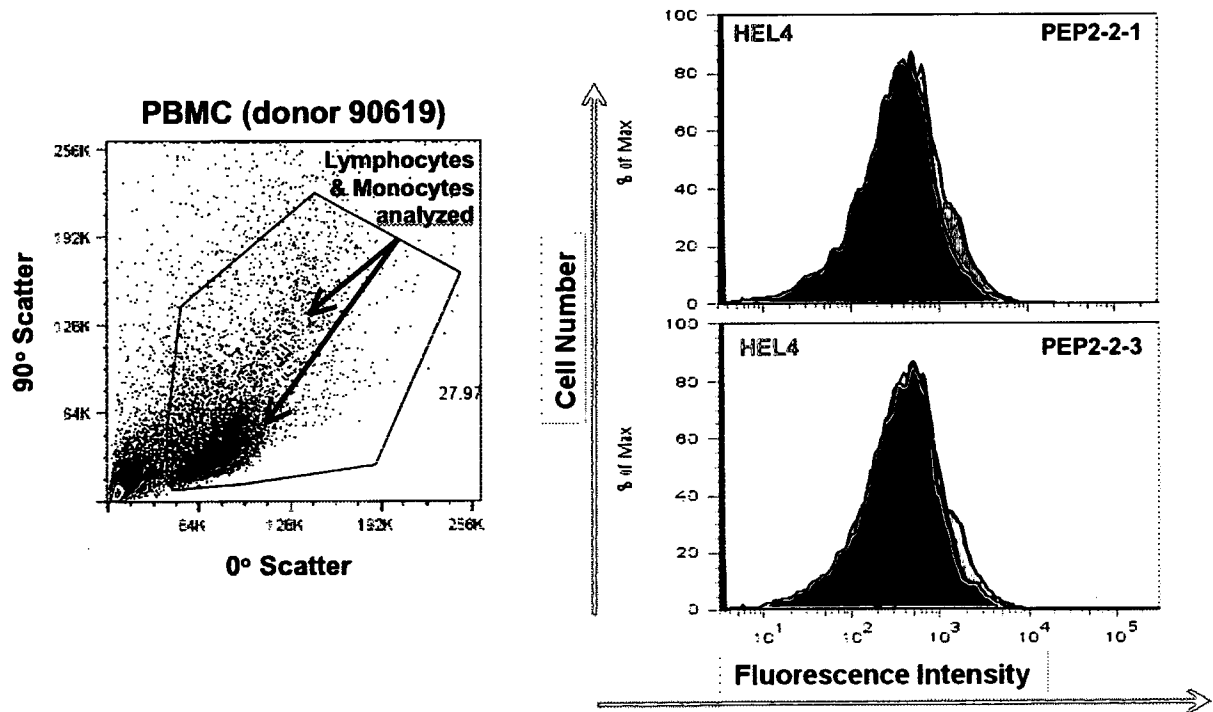 PBMC (donor 90619)
256K
192K
128K
64K
64K
128K
192K
256K
Lymphocytes
& Monocytes
analyzed
27.97
90° Scatter
0° Scatter
Cell Number
HEL4
PEP2-2-1
% of Max
100
80
60
40
20
0
HEL4
PEP2-2-3
% of Max
100
80
60
40
20
0
10¹
10²
10³
10⁴
10⁵
Fluorescence Intensity